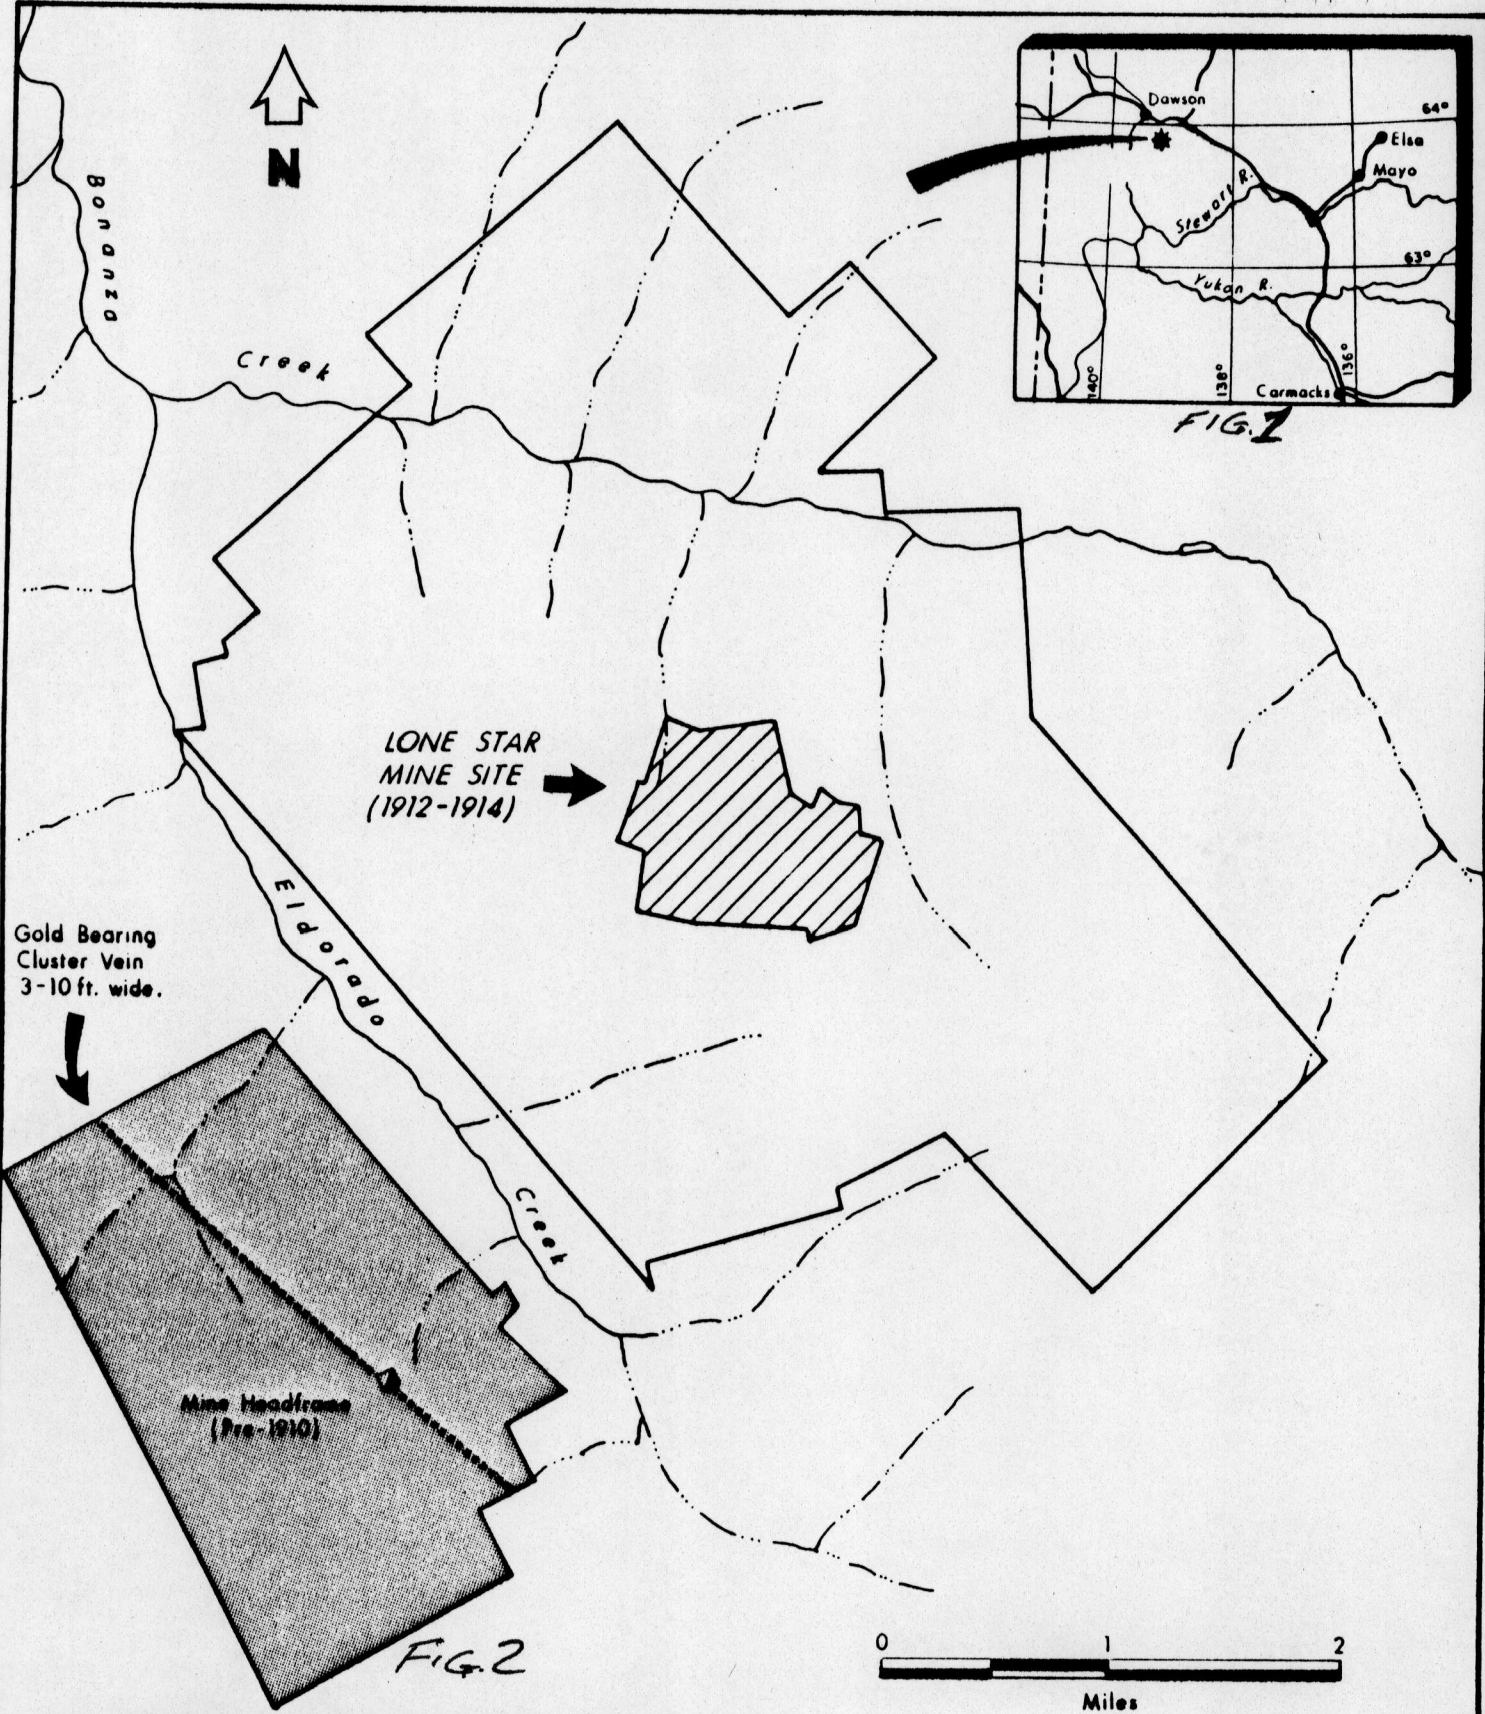 N
Bonanza
Creek
Dawson
64°
Elsa
Mayo
Stewart R.
63°
Yukon R.
140°
138°
136°
Carmacks
FIG.1
LONE STAR
MINE SITE
(1912-1914)
Eldorado
Creek
Gold Bearing
Cluster Vein
3-10 ft. wide.
Mine Headframe
(Pre-1910)
FIG.2
0 1 2
Miles